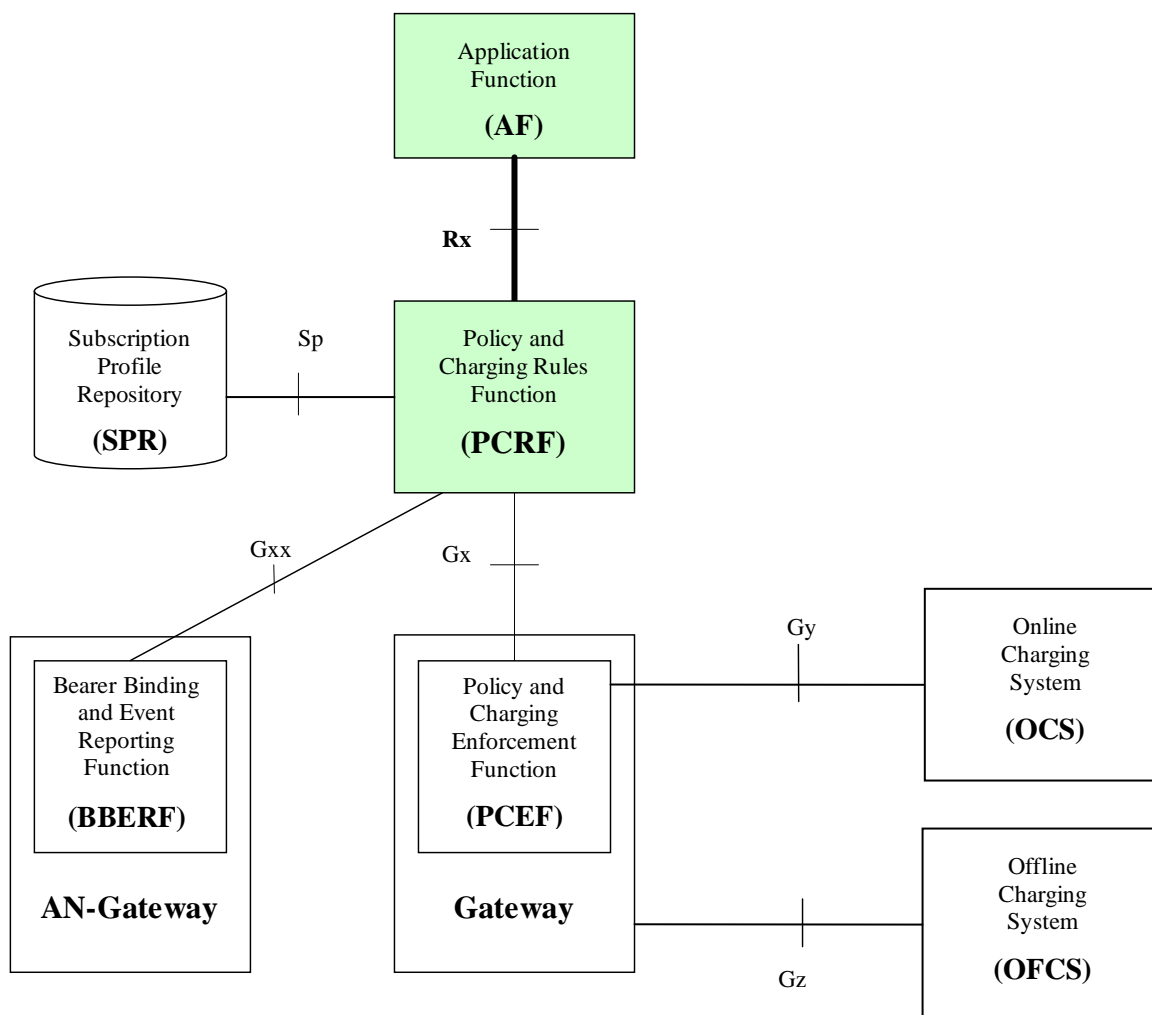 Application
Function
(AF)
Rx
Subscription
Profile
Repository
(SPR)
Sp
Policy and
Charging Rules
Function
(PCRF)
Gxx
Gx
Bearer Binding
and Event
Reporting
Function
(BBERF)
AN-Gateway
Policy and
Charging
Enforcement
Function
(PCEF)
Gateway
Gy
Online
Charging
System
(OCS)
Gz
Offline
Charging
System
(OFCS)